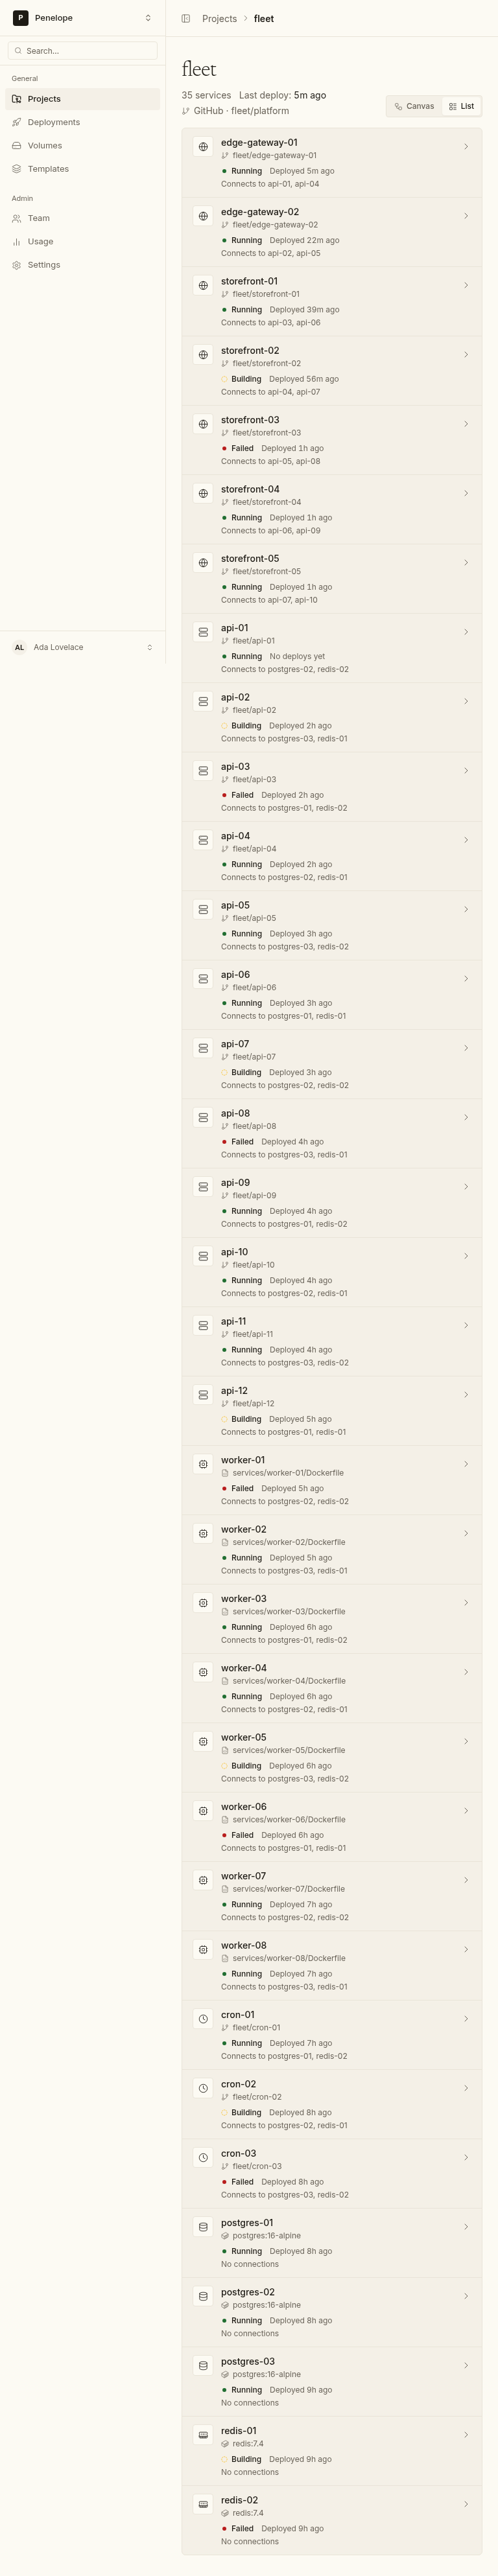 P Penelope
Search...
General
Projects
Deployments
Volumes
Templates
Admin
Team
Usage
Settings
AL Ada Lovelace
Projects > fleet
fleet
35 services Last deploy: 5m ago
GitHub · fleet/platform
Canvas List
edge-gateway-01
fleet/edge-gateway-01
Running Deployed 5m ago
Connects to api-01, api-04
edge-gateway-02
fleet/edge-gateway-02
Running Deployed 22m ago
Connects to api-02, api-05
storefront-01
fleet/storefront-01
Running Deployed 39m ago
Connects to api-03, api-06
storefront-02
fleet/storefront-02
Building Deployed 56m ago
Connects to api-04, api-07
storefront-03
fleet/storefront-03
Failed Deployed 1h ago
Connects to api-05, api-08
storefront-04
fleet/storefront-04
Running Deployed 1h ago
Connects to api-06, api-09
storefront-05
fleet/storefront-05
Running Deployed 1h ago
Connects to api-07, api-10
api-01
fleet/api-01
Running No deploys yet
Connects to postgres-02, redis-02
api-02
fleet/api-02
Building Deployed 2h ago
Connects to postgres-03, redis-01
api-03
fleet/api-03
Failed Deployed 2h ago
Connects to postgres-01, redis-02
api-04
fleet/api-04
Running Deployed 2h ago
Connects to postgres-02, redis-01
api-05
fleet/api-05
Running Deployed 3h ago
Connects to postgres-03, redis-02
api-06
fleet/api-06
Running Deployed 3h ago
Connects to postgres-01, redis-01
api-07
fleet/api-07
Building Deployed 3h ago
Connects to postgres-02, redis-02
api-08
fleet/api-08
Failed Deployed 4h ago
Connects to postgres-03, redis-01
api-09
fleet/api-09
Running Deployed 4h ago
Connects to postgres-01, redis-02
api-10
fleet/api-10
Running Deployed 4h ago
Connects to postgres-02, redis-01
api-11
fleet/api-11
Running Deployed 4h ago
Connects to postgres-03, redis-02
api-12
fleet/api-12
Building Deployed 5h ago
Connects to postgres-01, redis-01
worker-01
services/worker-01/Dockerfile
Failed Deployed 5h ago
Connects to postgres-02, redis-02
worker-02
services/worker-02/Dockerfile
Running Deployed 5h ago
Connects to postgres-03, redis-01
worker-03
services/worker-03/Dockerfile
Running Deployed 6h ago
Connects to postgres-01, redis-02
worker-04
services/worker-04/Dockerfile
Running Deployed 6h ago
Connects to postgres-02, redis-01
worker-05
services/worker-05/Dockerfile
Building Deployed 6h ago
Connects to postgres-03, redis-02
worker-06
services/worker-06/Dockerfile
Failed Deployed 6h ago
Connects to postgres-01, redis-01
worker-07
services/worker-07/Dockerfile
Running Deployed 7h ago
Connects to postgres-02, redis-02
worker-08
services/worker-08/Dockerfile
Running Deployed 7h ago
Connects to postgres-03, redis-01
cron-01
fleet/cron-01
Running Deployed 7h ago
Connects to postgres-01, redis-02
cron-02
fleet/cron-02
Building Deployed 8h ago
Connects to postgres-02, redis-01
cron-03
fleet/cron-03
Failed Deployed 8h ago
Connects to postgres-03, redis-02
postgres-01
postgres:16-alpine
Running Deployed 8h ago
No connections
postgres-02
postgres:16-alpine
Running Deployed 8h ago
No connections
postgres-03
postgres:16-alpine
Running Deployed 9h ago
No connections
redis-01
redis:7.4
Building Deployed 9h ago
No connections
redis-02
redis:7.4
Failed Deployed 9h ago
No connections